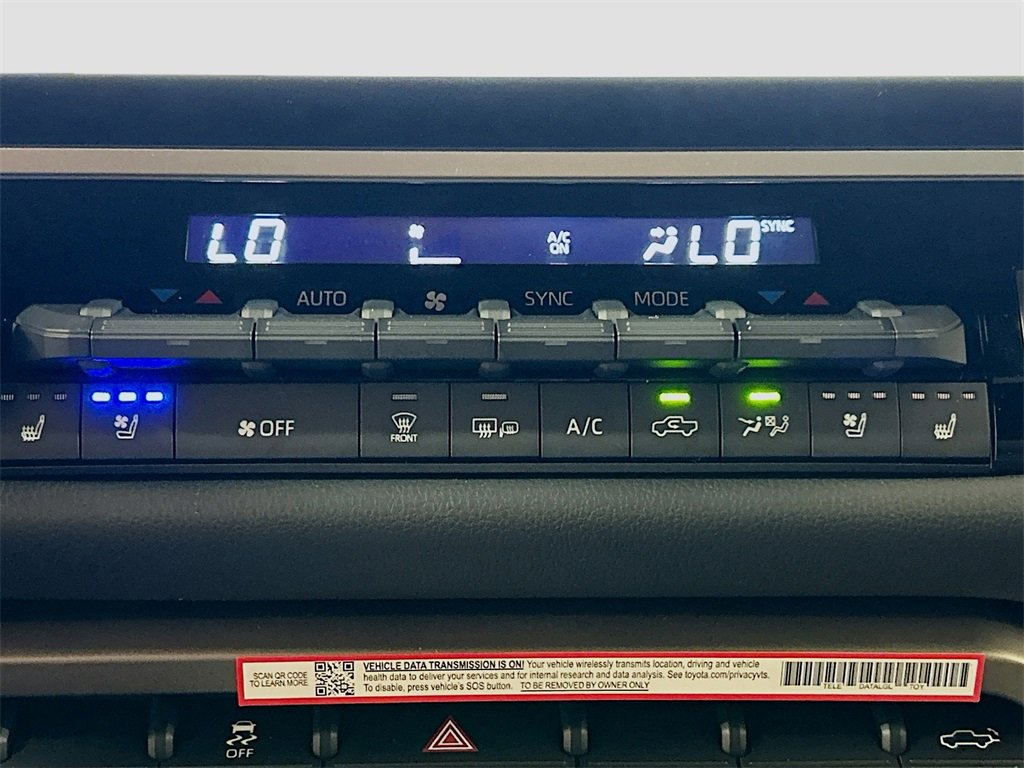 LO A/C ON LO SYNC
AUTO SYNC MODE
OFF FRONT A/C
SCAN QR CODE
TO LEARN MORE
VEHICLE DATA TRANSMISSION IS ON! Your vehicle wirelessly transmits location, driving and vehicle
health data to deliver your services and for internal research and data analysis. See toyota.com/privacyvts.
To disable, press vehicle's SOS button. TO BE REMOVED BY OWNER ONLY
TELE DATALGL TOY
OFF